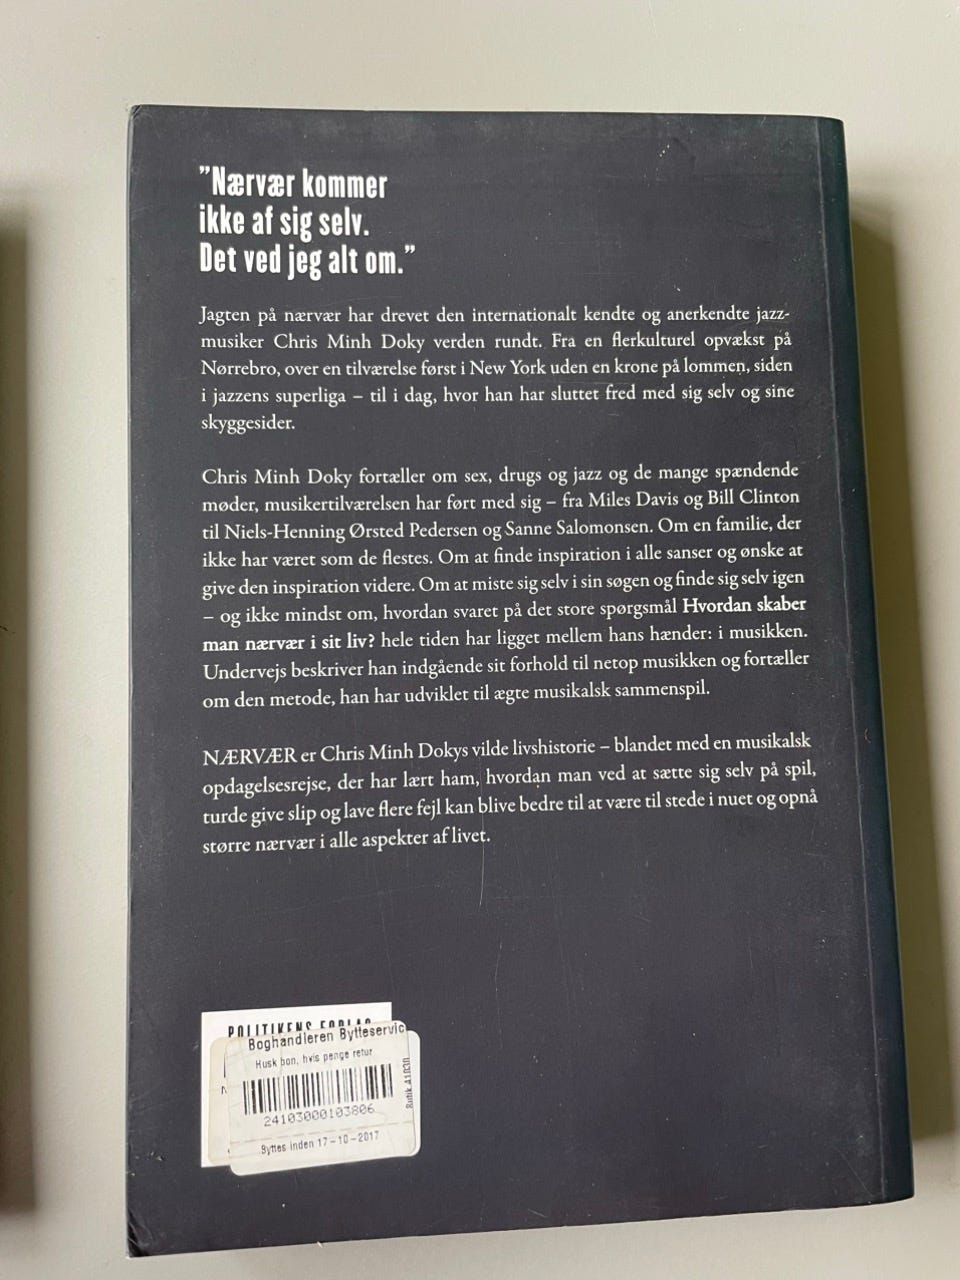 ”Nærvær kommer
ikke af sig selv.
Det ved jeg alt om.”
Jagten på nærvær har drevet den internationalt kendte og anerkendte jazz-
musiker Chris Minh Doky verden rundt. Fra en flerkulturel opvækst på
Nørrebro, over en tilværelse først i New York uden en krone på lommen, siden
i jazzens superliga – til i dag, hvor han har sluttet fred med sig selv og sine
skyggesider.
Chris Minh Doky fortæller om sex, drugs og jazz og de mange spændende
møder, musikertilværelsen har ført med sig – fra Miles Davis og Bill Clinton
til Niels-Henning Ørsted Pedersen og Sanne Salomonsen. Om en familie, der
ikke har været som de flestes. Om at finde inspiration i alle sanser og ønske at
give den inspiration videre. Om at miste sig selv i sin søgen og finde sig selv igen
– og ikke mindst om, hvordan svaret på det store spørgsmål Hvordan skaber
man nærvær i sit liv? hele tiden har ligget mellem hans hænder: i musikken.
Undervejs beskriver han indgående sit forhold til netop musikken og fortæller
om den metode, han har udviklet til ægte musikalsk sammenspil.
NÆRVÆR er Chris Minh Dokys vilde livshistorie – blandet med en musikalsk
opdagelsesrejse, der har lært ham, hvordan man ved at sætte sig selv på spil,
turde give slip og lave flere fejl kan blive bedre til at være til stede i nuet og opnå
større nærvær i alle aspekter af livet.
POLITIKENS FORLAG
Boghandleren Bytteservic
Husk bon, hvis penge retur
24103000103806
Byttes inden 17-10-2017